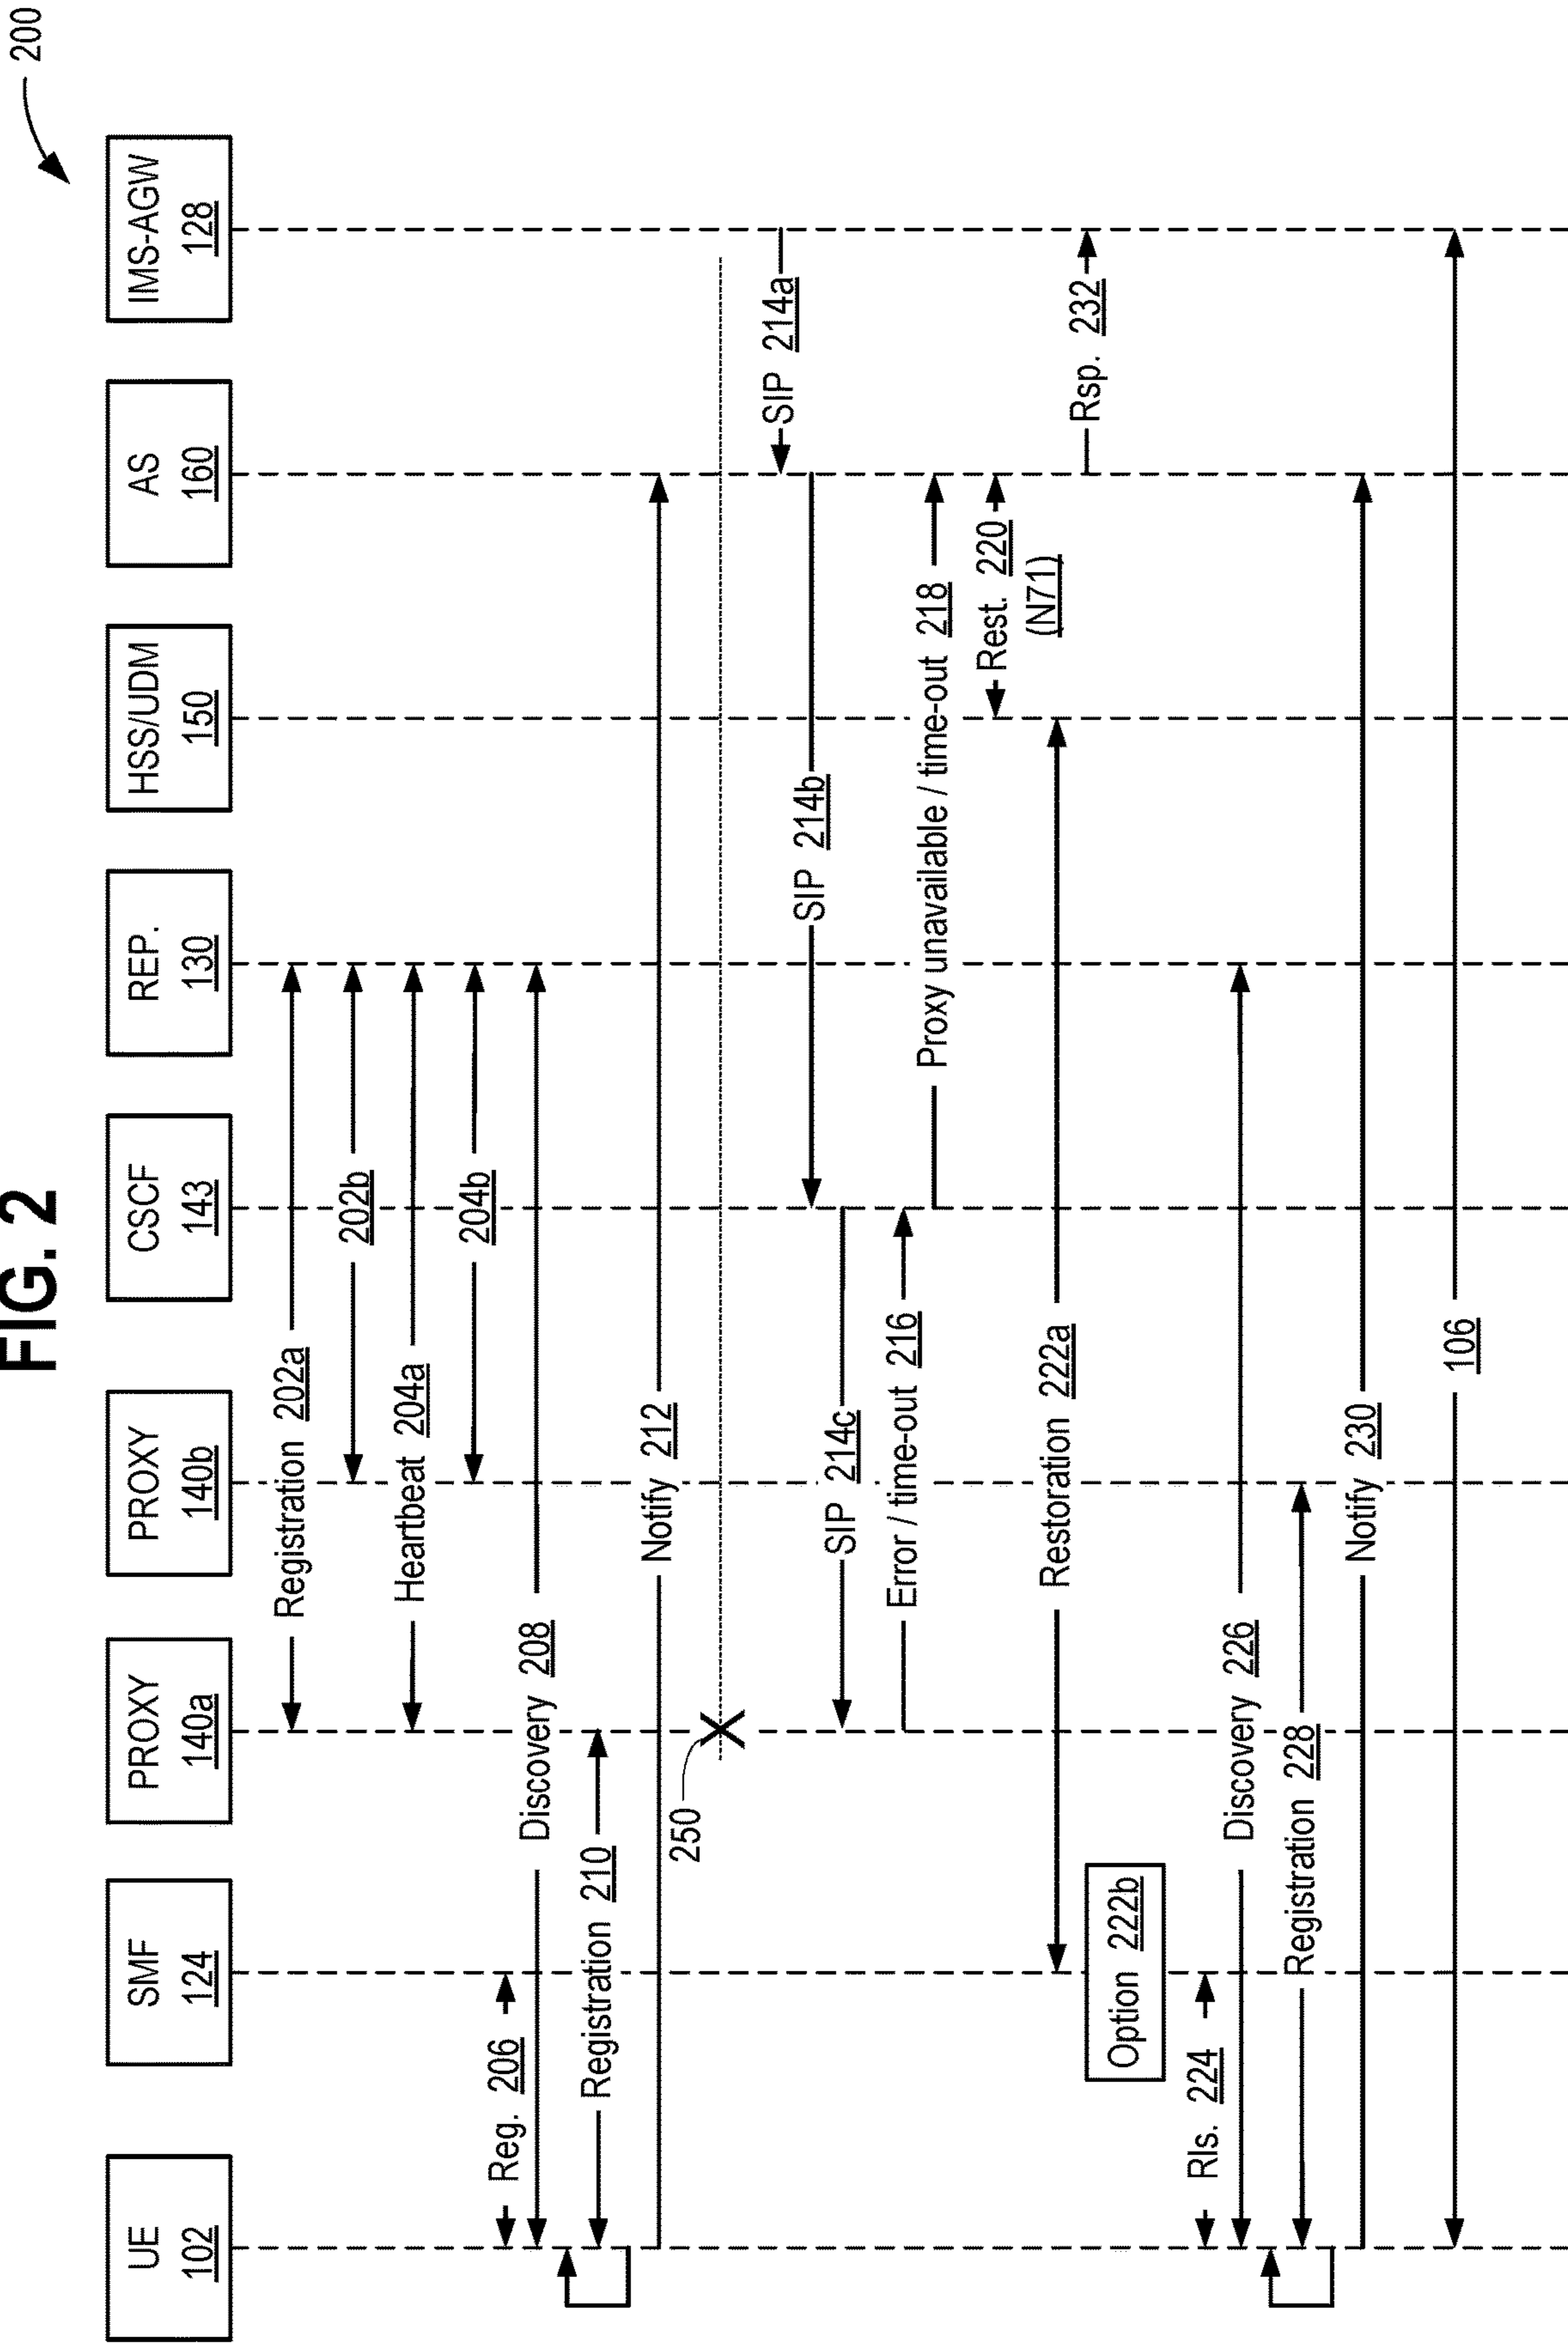 FIG. 2
200
UE
102
SMF
124
PROXY
140a
PROXY
140b
CSCF
143
REP.
130
HSS/UDM
150
AS
160
IMS-AGW
128
Registration 202a
202b
Heartbeat 204a
204b
Reg. 206
Discovery 208
Registration 210
Notify 212
250
SIP 214a
SIP 214b
SIP 214c
Error / time-out 216
Proxy unavailable / time-out 218
Rest. 220
(N71)
Restoration 222a
Rsp. 232
Option 222b
Rls. 224
Discovery 226
Registration 228
Notify 230
106